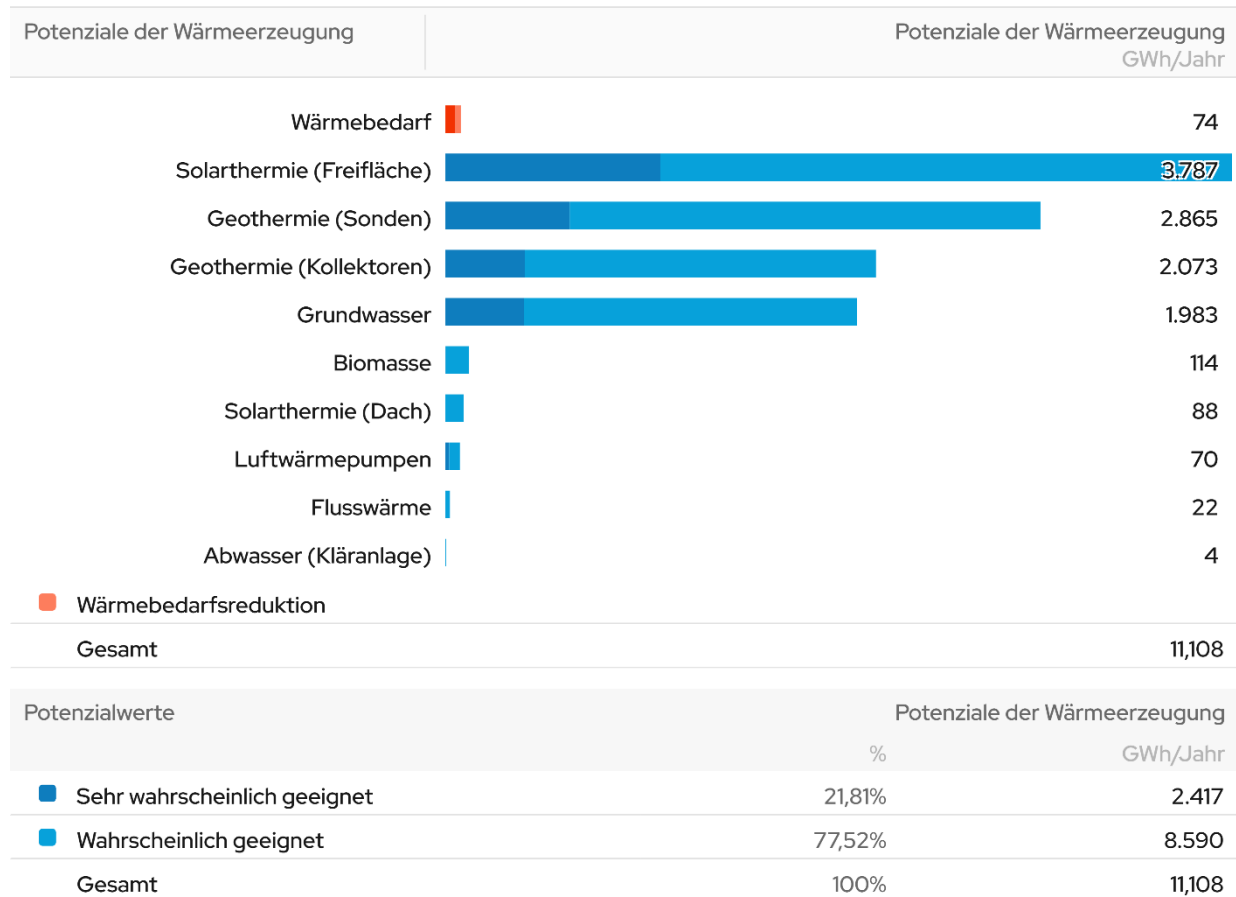 Potenziale der Wärmeerzeugung Potenziale der Wärmeerzeugung
GWh/Jahr
Wärmebedarf 74
Solarthermie (Freifläche) 3.787
Geothermie (Sonden) 2.865
Geothermie (Kollektoren) 2.073
Grundwasser 1.983
Biomasse 114
Solarthermie (Dach) 88
Luftwärmepumpen 70
Flusswärme 22
Abwasser (Kläranlage) 4
Wärmebedarfsreduktion
Gesamt 11,108
Potenzialwerte Potenziale der Wärmeerzeugung
% GWh/Jahr
Sehr wahrscheinlich geeignet 21,81% 2.417
Wahrscheinlich geeignet 77,52% 8.590
Gesamt 100% 11,108